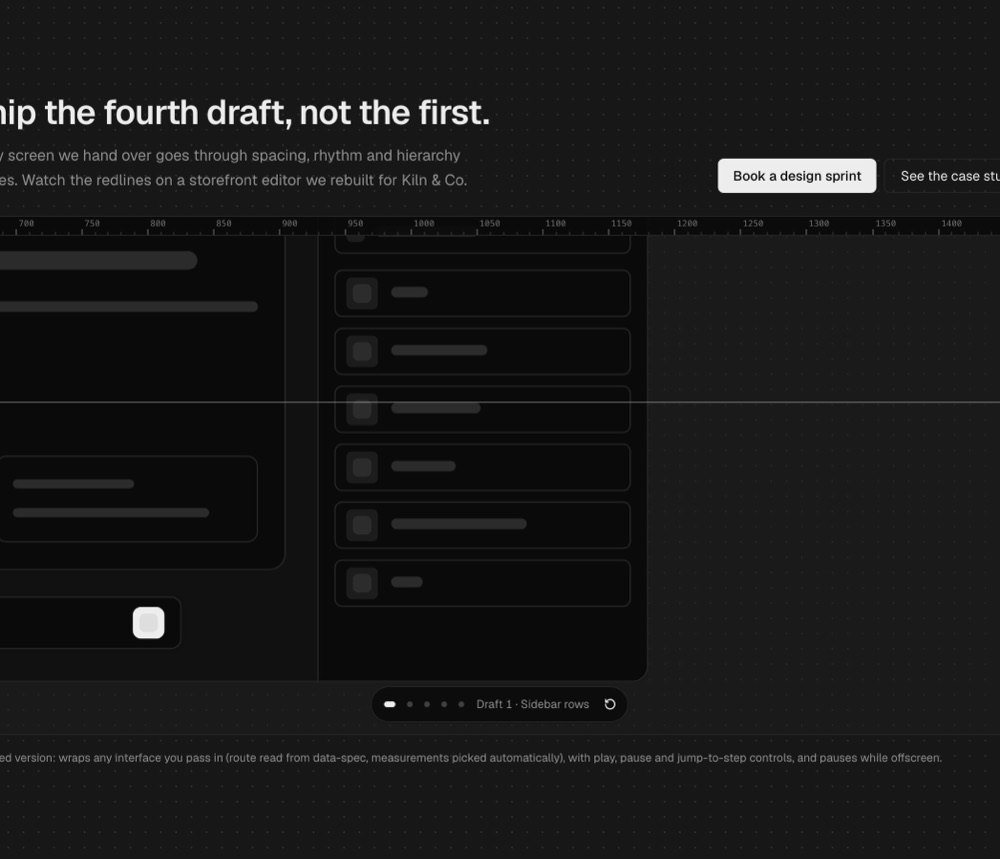 the fourth draft, not the first.
screen we hand over goes through spacing, rhythm and hierarchy
Watch the redlines on a storefront editor we rebuilt for Kiln & Co.
Book a design sprint
See the case
700 750 800 850 900 950 1000 1050 1100 1150 1200 1250 1300 1350 1400
Draft 1 · Sidebar rows
version: wraps any interface you pass in (route read from data-spec, measurements picked automatically), with play, pause and jump-to-step controls, and pauses while offscreen.